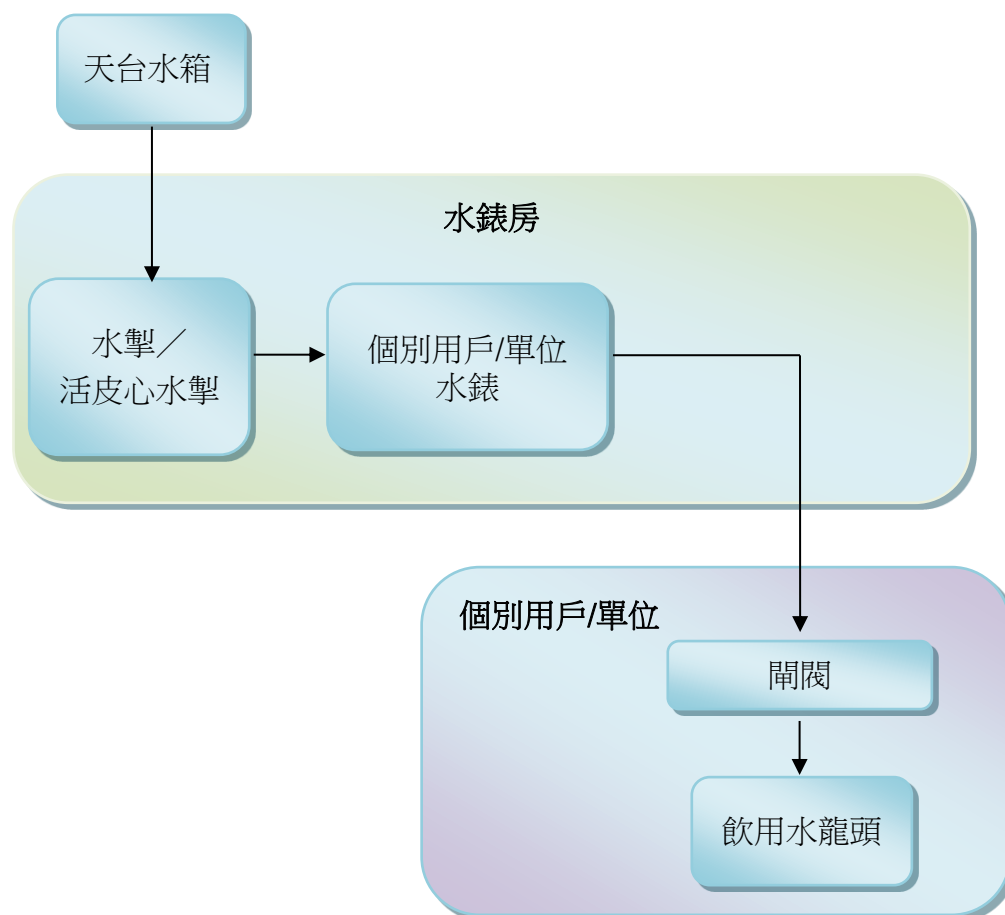 天台水箱
水錶房
水掣／
活皮心水掣
個別用戶/單位
水錶
個別用戶/單位
閘閥
飲用水龍頭